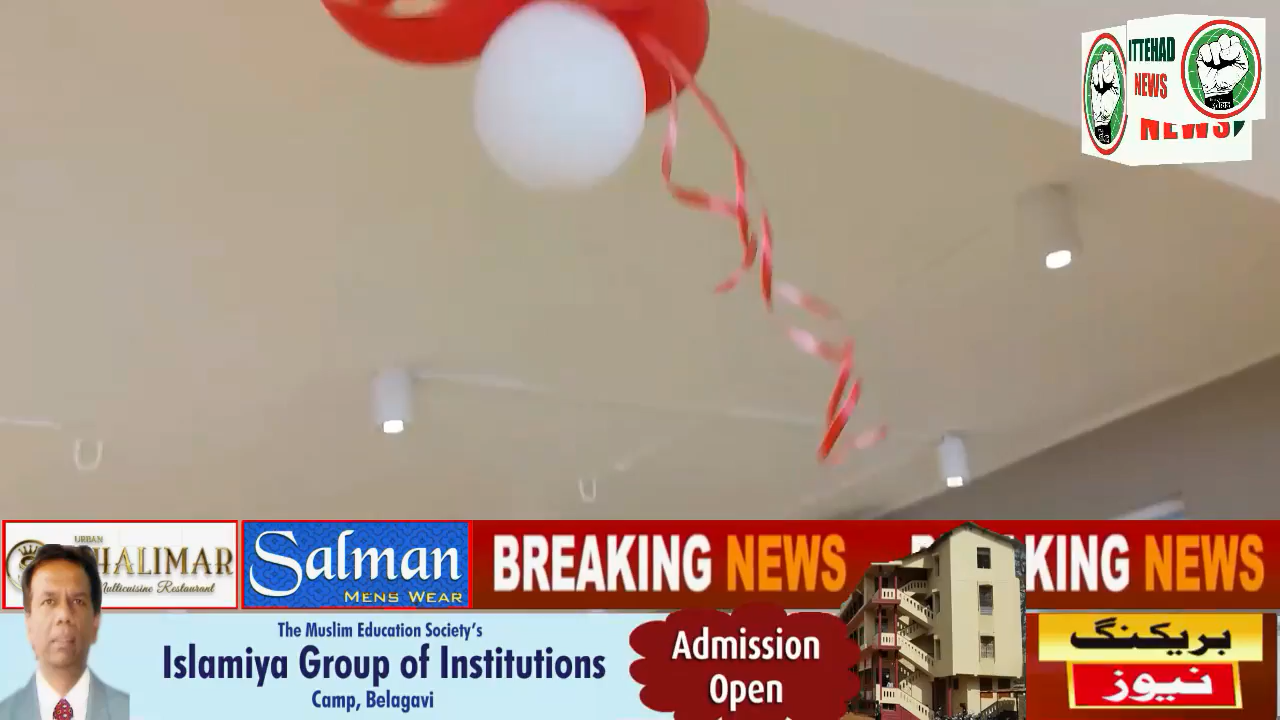 ITTEHAD
NEWS
NEWS
URBAN
SHALIMAR
Multicuisine Restaurant
Salman
MENS WEAR
BREAKING NEWS
KING NEWS
The Muslim Education Society's
Islamiya Group of Institutions
Camp, Belagavi
Admission
Open
بریکنگ
نیوز